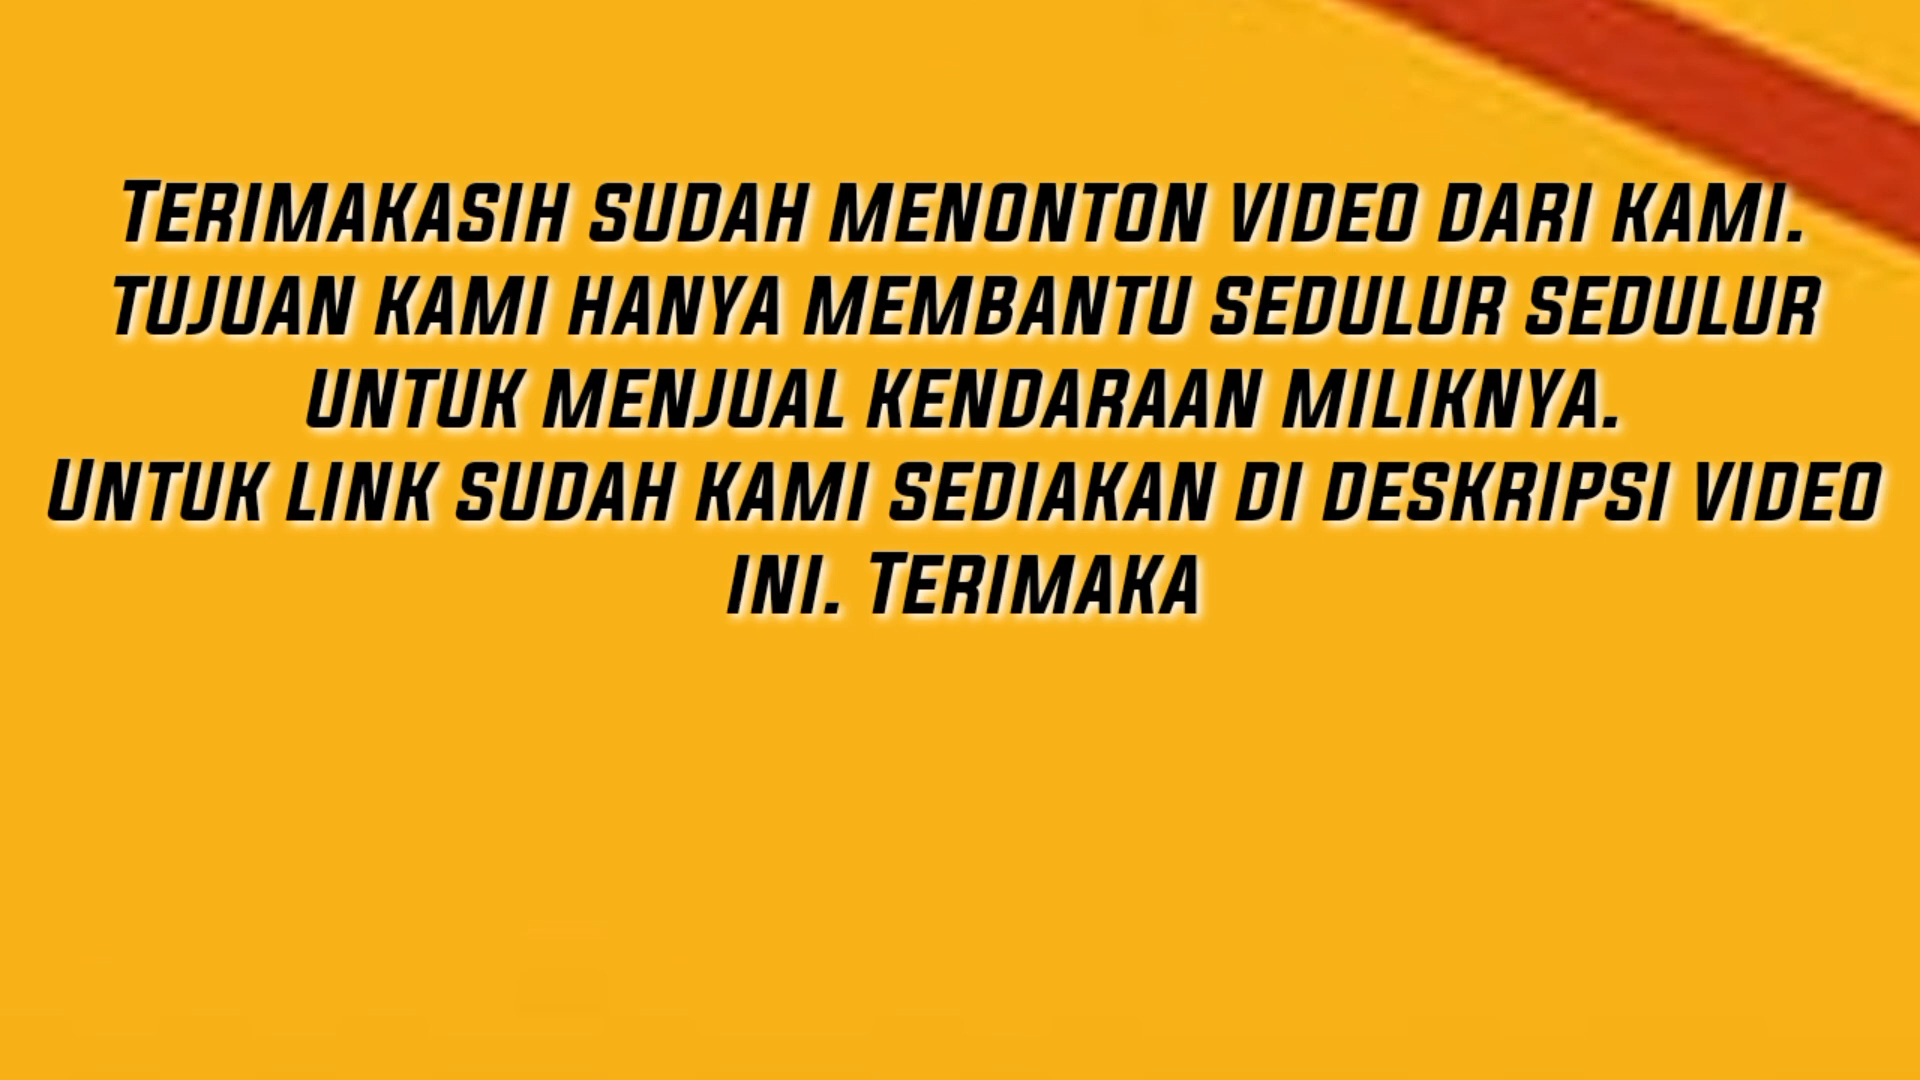 Terimakasih sudah menonton video dari kami.
tujuan kami hanya membantu sedulur sedulur
untuk menjual kendaraan miliknya.
Untuk link sudah kami sediakan di deskripsi video
ini. Terimaka